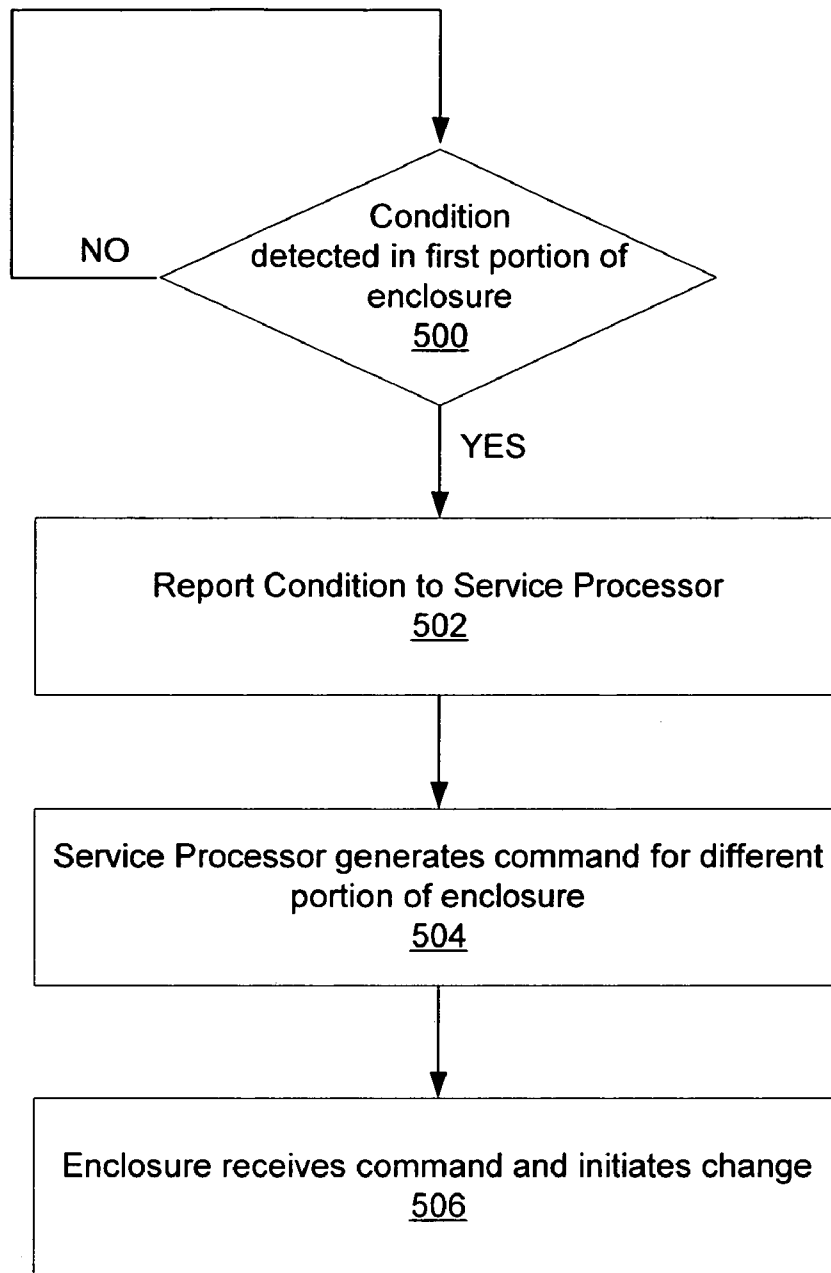 Condition
detected in first portion of
enclosure
500
NO
YES
Report Condition to Service Processor
502
Service Processor generates command for different
portion of enclosure
504
Enclosure receives command and initiates change
506